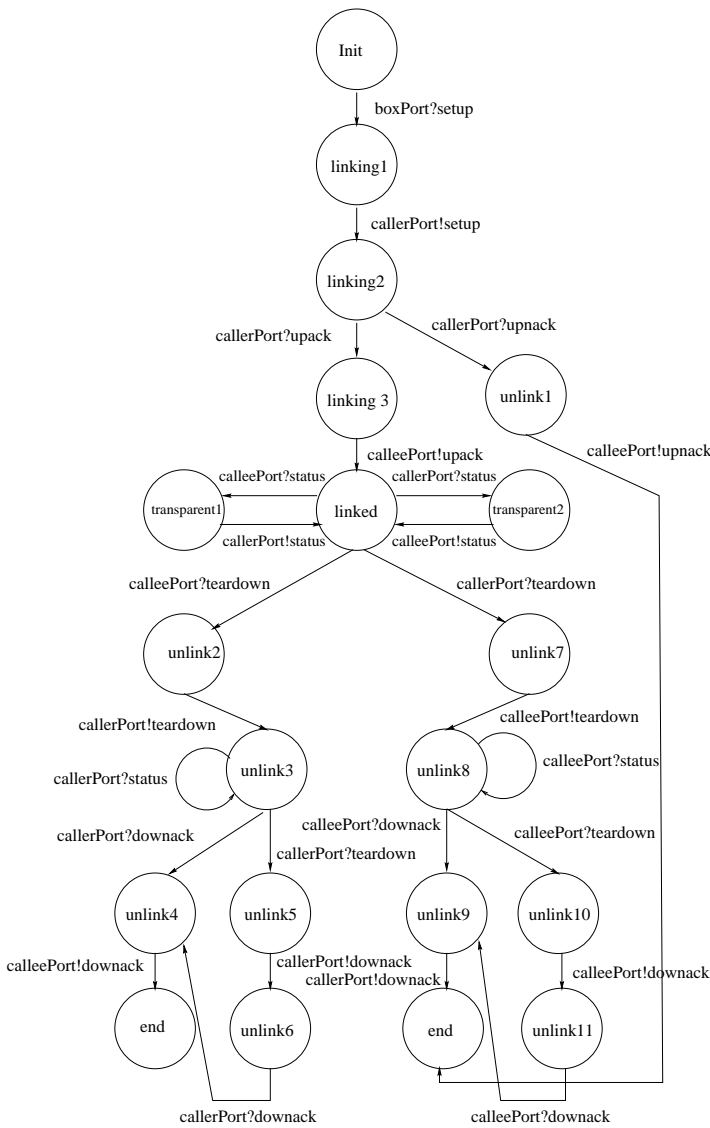 Init
boxPort?setup
linking1
callerPort!setup
linking2
callerPort?upnack
callerPort?upack
linking 3
unlink1
calleePort!upack
calleePort!upnack
calleePort?status
callerPort?status
transparent1
linked
transparent2
callerPort!status
calleePort!status
calleePort?teardown
callerPort?teardown
unlink2
unlink7
callerPort!teardown
calleePort!teardown
unlink3
unlink8
callerPort?status
calleePort?status
callerPort?downack
calleePort?downack
calleePort?teardown
callerPort?teardown
unlink4
unlink5
unlink9
unlink10
calleePort!downack
callerPort!downack
callerPort!downack
calleePort!downack
end
unlink6
end
unlink11
callerPort?downack
calleePort?downack